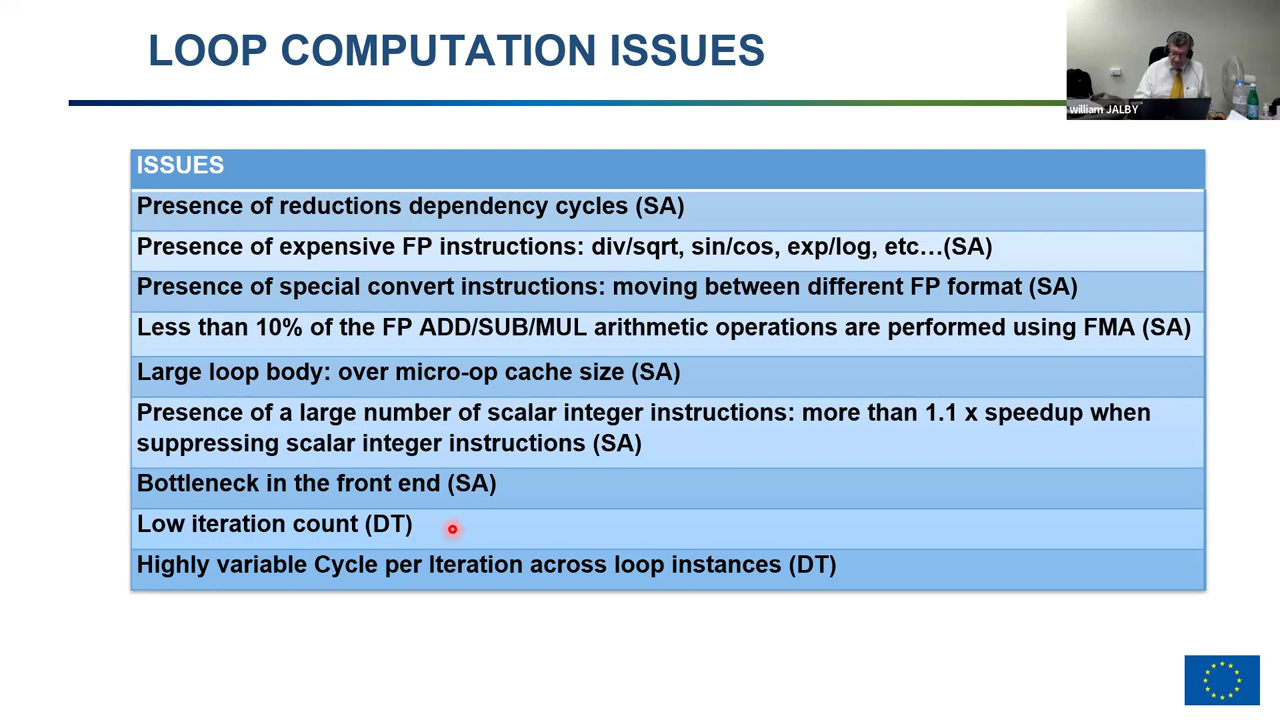 LOOP COMPUTATION ISSUES
william JALBY
ISSUES
Presence of reductions dependency cycles (SA)
Presence of expensive FP instructions: div/sqrt, sin/cos, exp/log, etc…(SA)
Presence of special convert instructions: moving between different FP format (SA)
Less than 10% of the FP ADD/SUB/MUL arithmetic operations are performed using FMA (SA)
Large loop body: over micro-op cache size (SA)
Presence of a large number of scalar integer instructions: more than 1.1 x speedup when
suppressing scalar integer instructions (SA)
Bottleneck in the front end (SA)
Low iteration count (DT)
Highly variable Cycle per Iteration across loop instances (DT)